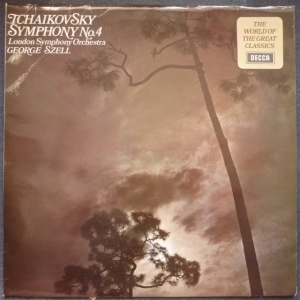 TCHAIKOVSKY
SYMPHONY No.4
London Symphony Orchestra
GEORGE SZELL
THE
WORLD OF
THE GREAT
CLASSICS
DECCA